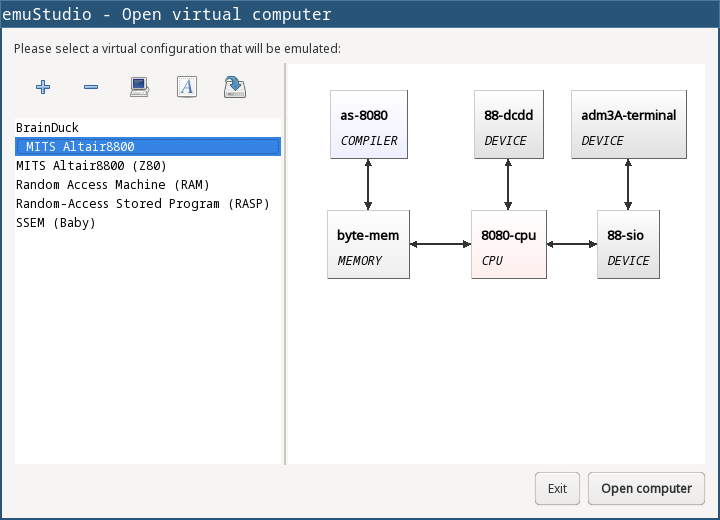 emuStudio - Open virtual computer
Please select a virtual configuration that will be emulated:
A
BrainDuck
MITS Altair8800
MITS Altair8800 (Z80)
Random Access Machine (RAM)
Random-Access Stored Program (RASP)
SSEM (Baby)
as-8080
COMPILER
88-dcdd
DEVICE
adm3A-terminal
DEVICE
byte-mem
MEMORY
8080-cpu
CPU
88-sio
DEVICE
Exit
Open computer